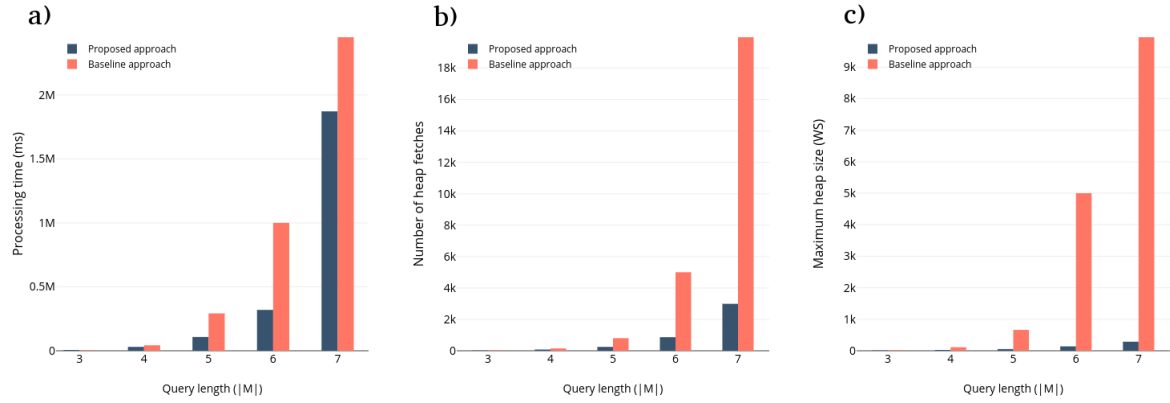 a)
Proposed approach
Baseline approach
2M
1.5M
1M
0.5M
0
3 4 5 6 7
Processing time (ms)
Query length (|M|)
b)
Proposed approach
Baseline approach
18k
16k
14k
12k
10k
8k
6k
4k
2k
0
3 4 5 6 7
Number of heap fetches
Query length (|M|)
c)
Proposed approach
Baseline approach
9k
8k
7k
6k
5k
4k
3k
2k
1k
0
3 4 5 6 7
Maximum heap size (WS)
Query length (|M|)